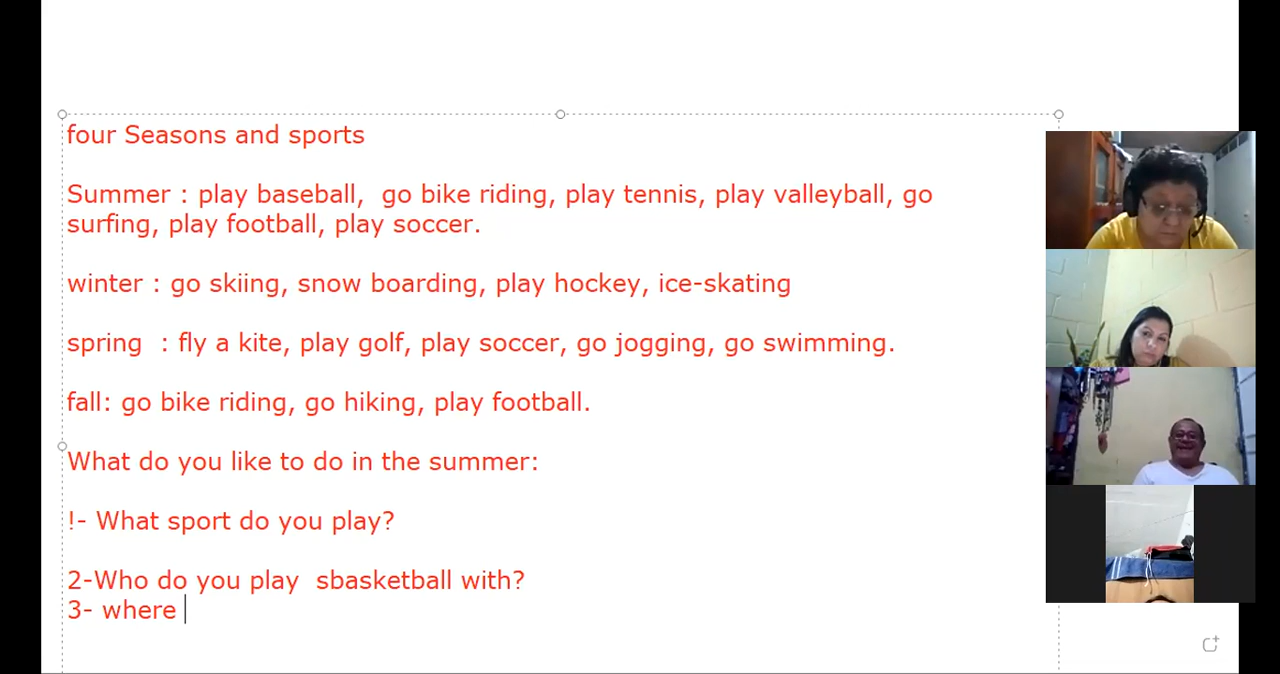 four Seasons and sports
Summer : play baseball,  go bike riding, play tennis, play valleyball, go
surfing, play football, play soccer.
winter : go skiing, snow boarding, play hockey, ice-skating
spring  : fly a kite, play golf, play soccer, go jogging, go swimming.
fall: go bike riding, go hiking, play football.
What do you like to do in the summer:
!- What sport do you play?
2-Who do you play  sbasketball with?
3- where